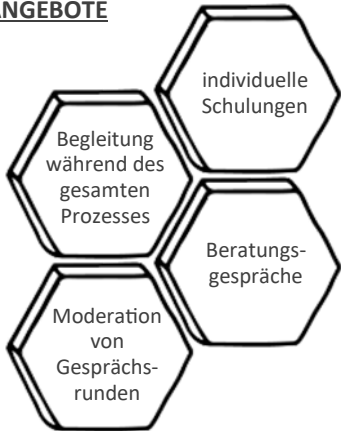 ANGEBOTE
individuelle
Schulungen
Begleitung
während des
gesamten
Prozesses
Beratungs-
gespräche
Moderation
von
Gesprächs-
runden